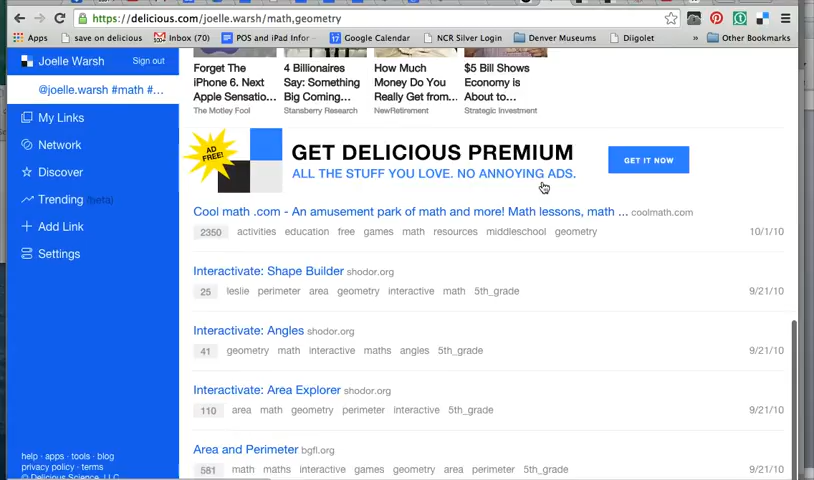 https://delicious.com/joelle.warsh/math,geometry
Apps save on delicious Inbox (70) POS and iPad Infor Google Calendar NCR Silver Login Denver Museums Diigolet » Other Bookmarks
Joelle Warsh Sign out
@joelle.warsh #math #...
My Links
Network
Discover
Trending (beta)
Add Link
Settings
help · apps · tools · blog
privacy policy · terms
© Delicious Science, LLC
Forget The
iPhone 6. Next
Apple Sensatio...
The Motley Fool
4 Billionaires
Say: Something
Big Coming...
Stansberry Research
How Much
Money Do You
Really Get from...
NewRetirement
$5 Bill Shows
Economy is
About to...
Strategic Investment
AD
FREE!
GET DELICIOUS PREMIUM
ALL THE STUFF YOU LOVE. NO ANNOYING ADS.
GET IT NOW
Cool math .com - An amusement park of math and more! Math lessons, math ... coolmath.com
2350 activities education free games math resources middleschool geometry 10/1/10
Interactivate: Shape Builder shodor.org
25 leslie perimeter area geometry interactive math 5th_grade 9/21/10
Interactivate: Angles shodor.org
41 geometry math interactive maths angles 5th_grade 9/21/10
Interactivate: Area Explorer shodor.org
110 area math geometry perimeter interactive 5th_grade 9/21/10
Area and Perimeter bgfl.org
581 math maths interactive games geometry area perimeter 5th_grade 9/21/10